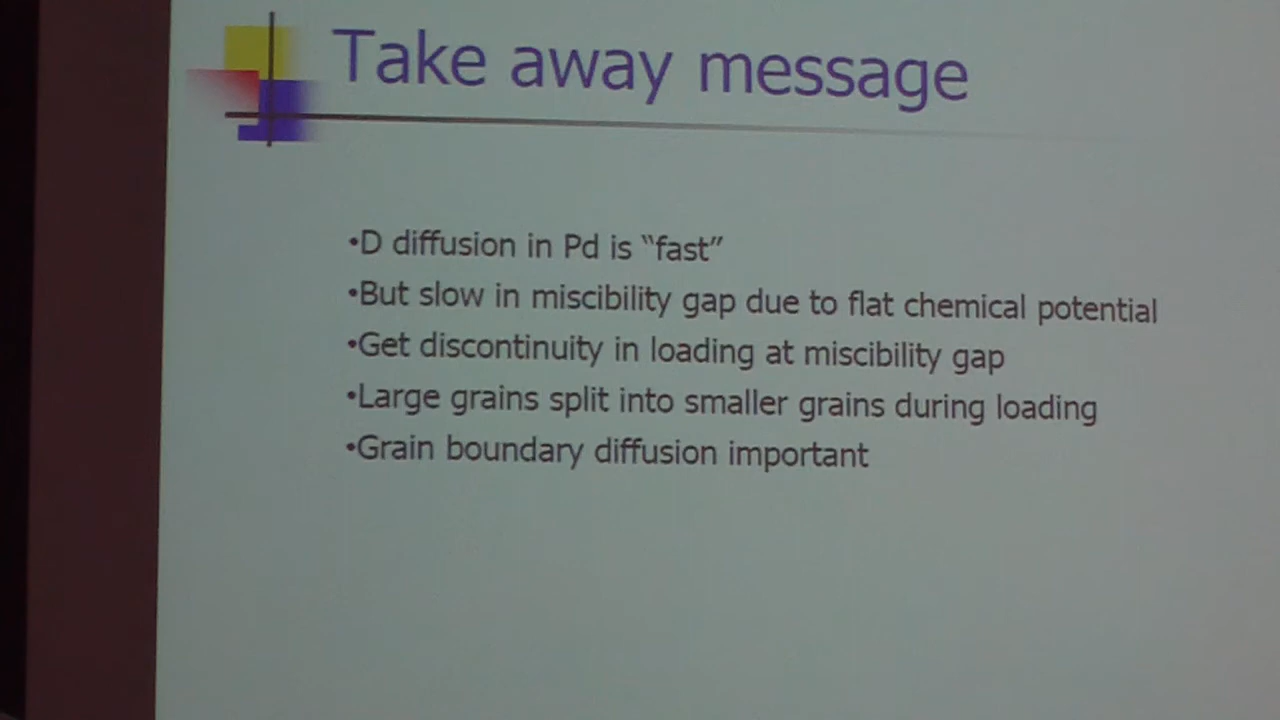 Take away message
•D diffusion in Pd is “fast”
•But slow in miscibility gap due to flat chemical potential
•Get discontinuity in loading at miscibility gap
•Large grains split into smaller grains during loading
•Grain boundary diffusion important